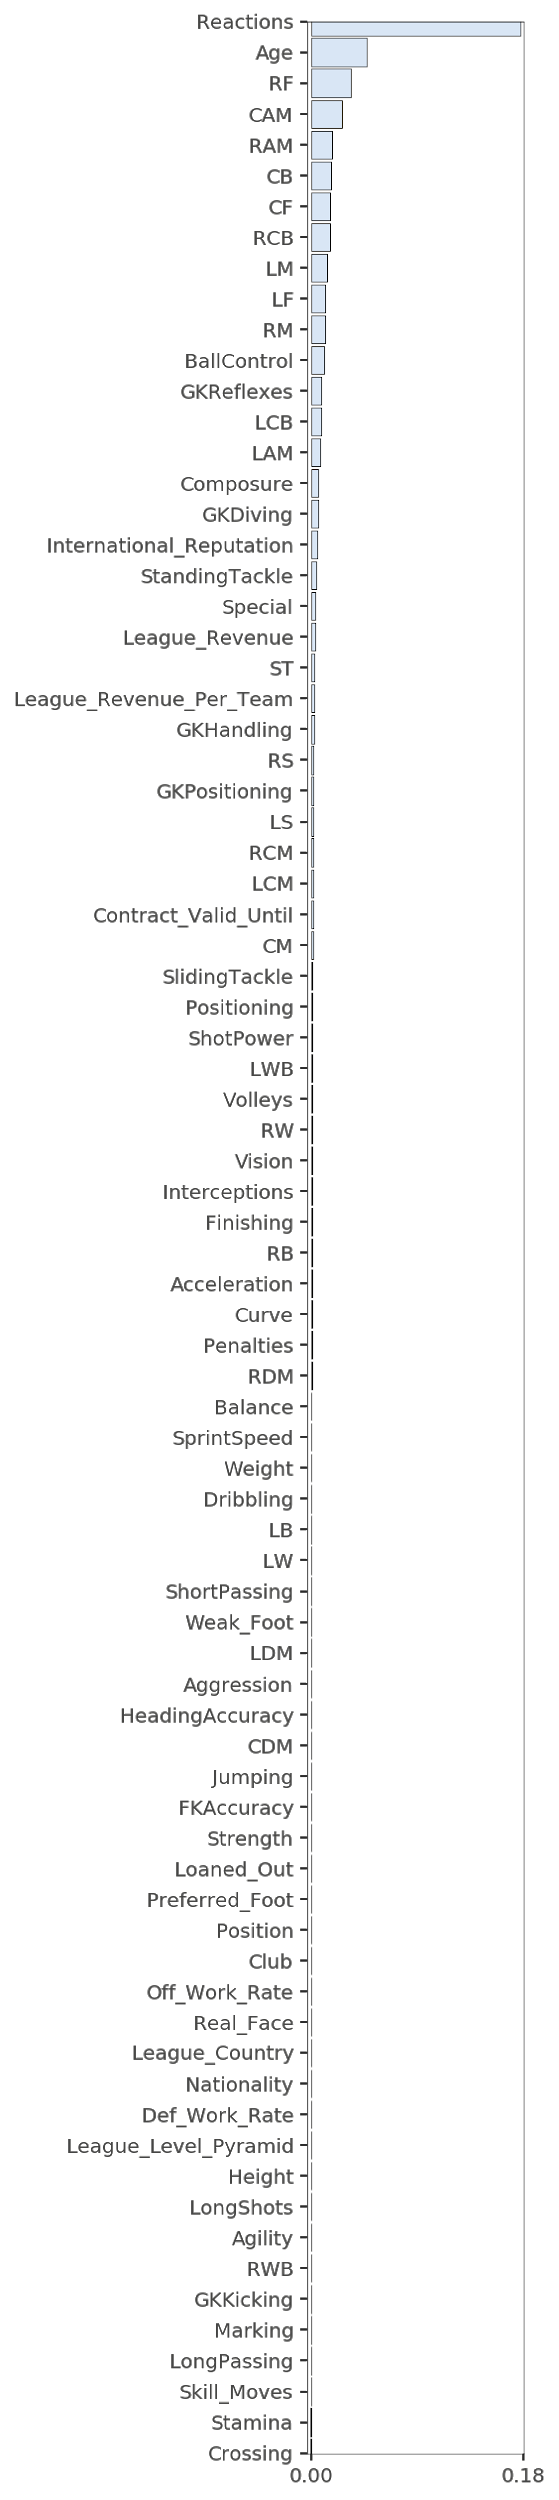 Reactions
Age
RF
CAM
RAM
CB
CF
RCB
LM
LF
RM
BallControl
GKReflexes
LCB
LAM
Composure
GKDiving
International_Reputation
StandingTackle
Special
League_Revenue
ST
League_Revenue_Per_Team
GKHandling
RS
GKPositioning
LS
RCM
LCM
Contract_Valid_Until
CM
SlidingTackle
Positioning
ShotPower
LWB
Volleys
RW
Vision
Interceptions
Finishing
RB
Acceleration
Curve
Penalties
RDM
Balance
SprintSpeed
Weight
Dribbling
LB
LW
ShortPassing
Weak_Foot
LDM
Aggression
HeadingAccuracy
CDM
Jumping
FKAccuracy
Strength
Loaned_Out
Preferred_Foot
Position
Club
Off_Work_Rate
Real_Face
League_Country
Nationality
Def_Work_Rate
League_Level_Pyramid
Height
LongShots
Agility
RWB
GKKicking
Marking
LongPassing
Skill_Moves
Stamina
Crossing
0.00 0.18